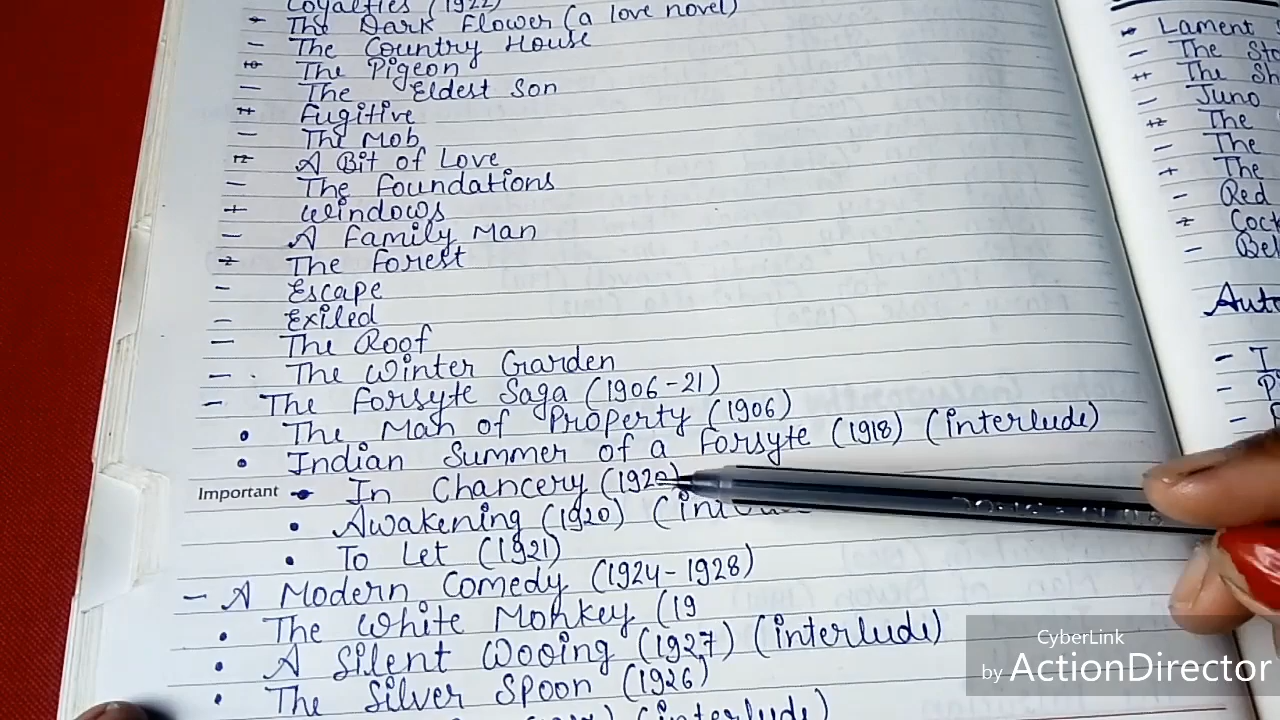 Loyalties (1922)
- The Dark Flower (a love novel)
- The Country House
- The Pigeon
- The Eldest Son
- Fugitive
- The Mob
- A Bit of Love
- The Foundations
- Windows
- A Family Man
- The Forest
- Escape
- Exiled
- The Roof
- The Winter Garden
- The Forsyte Saga (1906-21)
• The Man of Property (1906)
• Indian Summer of a Forsyte (1918) (interlude)
Important • In Chancery (1920)
• Awakening (1920)
• To Let (1921)
- A Modern Comedy (1924-1928)
• The White Monkey (19
• A Silent Wooing (1927) (interlude)
• The Silver Spoon (1926)
(interlude)
- Lament
- The
- The
- Juno
- The
- The
- The
- Red
-
-
- I
CyberLink
by ActionDirector